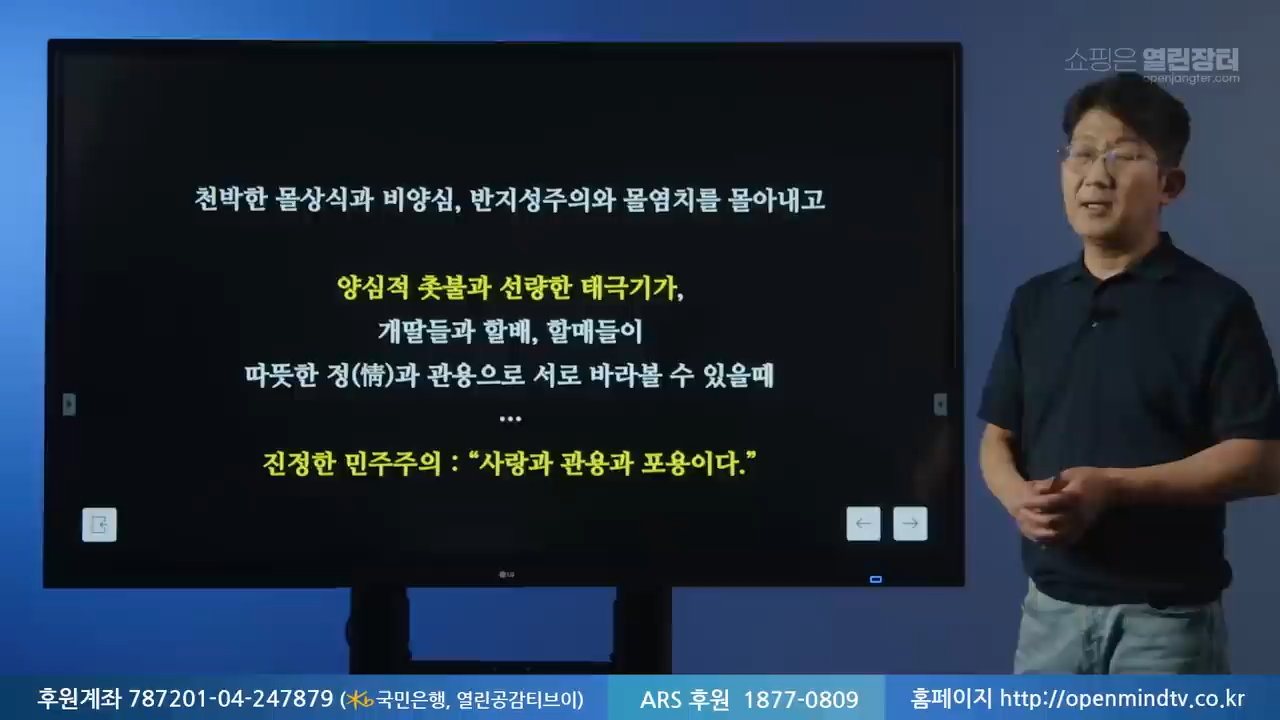 쇼핑은 열린장터
openjangter.com
천박한 몰상식과 비양심, 반지성주의와 몰염치를 몰아내고
양심적 촛불과 선량한 태극기가,
개딸들과 할배, 할매들이
따뜻한 정(情)과 관용으로 서로 바라볼 수 있을때
...
진정한 민주주의 : “사랑과 관용과 포용이다.”
LG
후원계좌 787201-04-247879 (국민은행, 열린공감티브이)
ARS 후원 1877-0809
홈페이지 http://openmindtv.co.kr